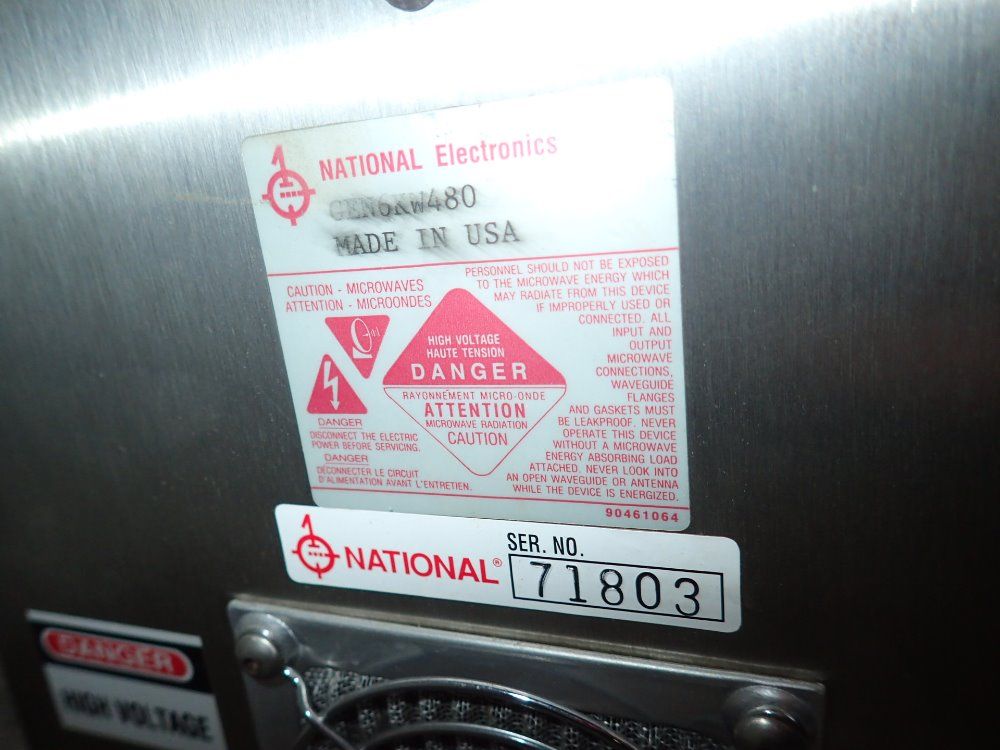 NATIONAL Electronics
GEN6KW480
MADE IN USA
CAUTION - MICROWAVES
ATTENTION - MICROONDES
HIGH VOLTAGE
HAUTE TENSION
DANGER
RAYONNÉMENT MICRO-ONDE
ATTENTION
MICROWAVE RADIATION
CAUTION
DANGER
DISCONNECT THE ELECTRIC
POWER BEFORE SERVICING.
DANGER
DÉCONNECTER LE CIRCUIT
D'ALIMENTATION AVANT L'ENTRETIEN.
PERSONNEL SHOULD NOT BE EXPOSED
TO THE MICROWAVE ENERGY WHICH
MAY RADIATE FROM THIS DEVICE
IF IMPROPERLY USED OR
CONNECTED. ALL
INPUT AND
OUTPUT
MICROWAVE
CONNECTIONS,
WAVEGUIDE
FLANGES
AND GASKETS MUST
BE LEAKPROOF. NEVER
OPERATE THIS DEVICE
WITHOUT A MICROWAVE
ENERGY ABSORBING LOAD
ATTACHED. NEVER LOOK INTO
AN OPEN WAVEGUIDE OR ANTENNA
WHILE THE DEVICE IS ENERGIZED.
90461064
NATIONAL®
SER. NO.
71803
DANGER
HIGH VOLTAGE